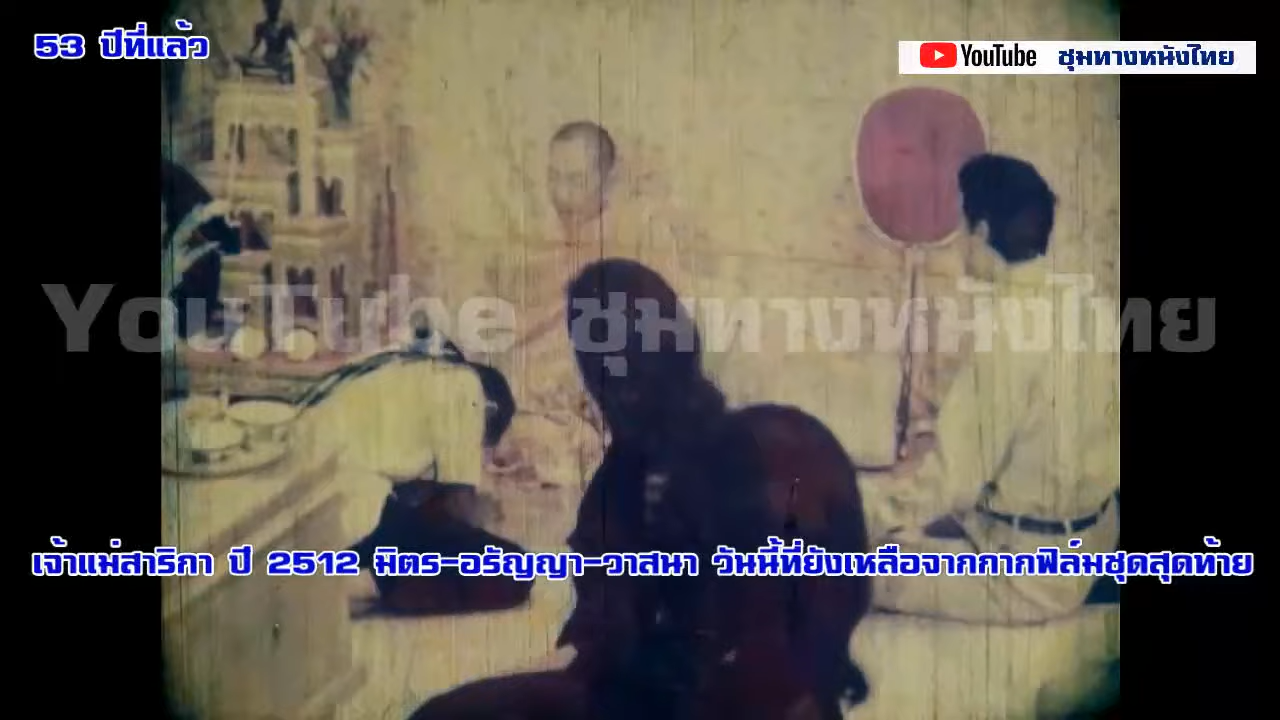 53 ปีที่แล้ว
YouTube ชุมทางหนังไทย
YouTube ชุมทางหนังไทย
เจ้าแม่สาริกา ปี 2512 มิตร-อรัญญา-วาสนา วันนี้ที่ยังเหลือจากกากฟิล์มชุดสุดท้าย